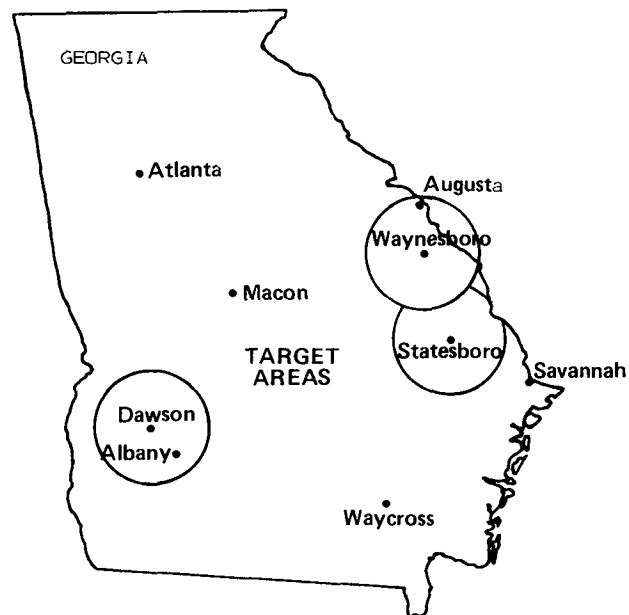 GEORGIA
Atlanta
Augusta
Waynesboro
Macon
TARGET
AREAS
Statesboro
Savannah
Dawson
Albany
Waycross